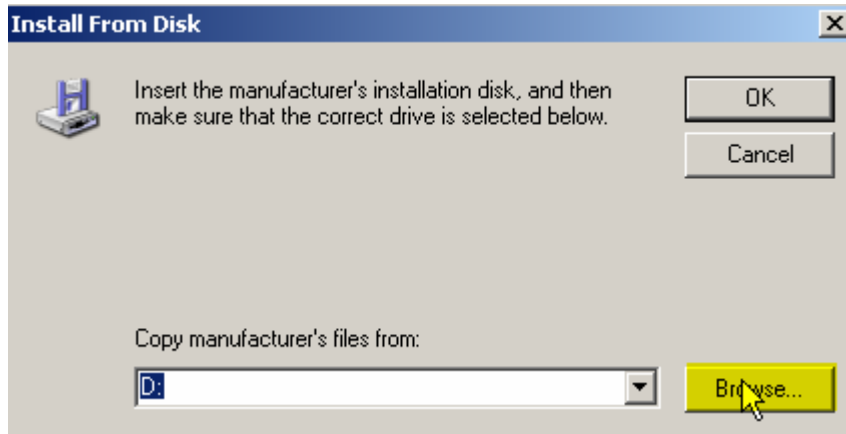 Install From Disk
Insert the manufacturer's installation disk, and then
make sure that the correct drive is selected below.
OK
Cancel
Copy manufacturer's files from:
D:
Browse...